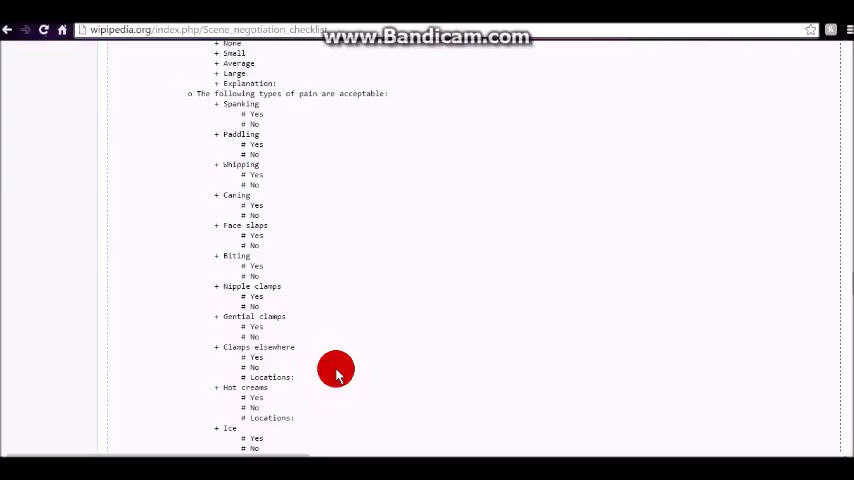 wipipedia.org/index.php/Scene_negotiation_checklist
www.Bandicam.com
+ None
+ Small
+ Average
+ Large
+ Explanation:
o The following types of pain are acceptable:
+ Spanking
# Yes
# No
+ Paddling
# Yes
# No
+ Whipping
# Yes
# No
+ Caning
# Yes
# No
+ Face slaps
# Yes
# No
+ Biting
# Yes
# No
+ Nipple clamps
# Yes
# No
+ Gential clamps
# Yes
# No
+ Clamps elsewhere
# Yes
# No
# Locations:
+ Hot creams
# Yes
# No
# Locations:
+ Ice
# Yes
# No